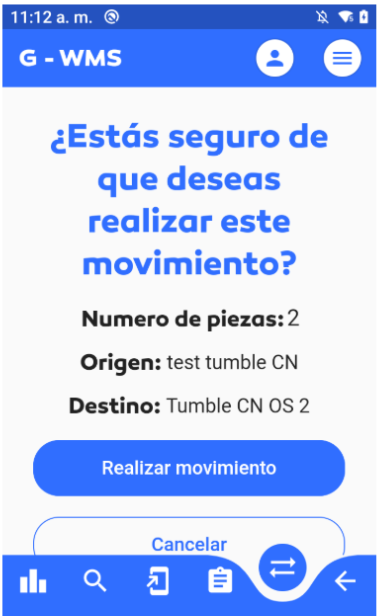 11:12 a. m.
G - WMS
¿Estás seguro de
que deseas
realizar este
movimiento?
Numero de piezas: 2
Origen: test tumble CN
Destino: Tumble CN OS 2
Realizar movimiento
Cancelar